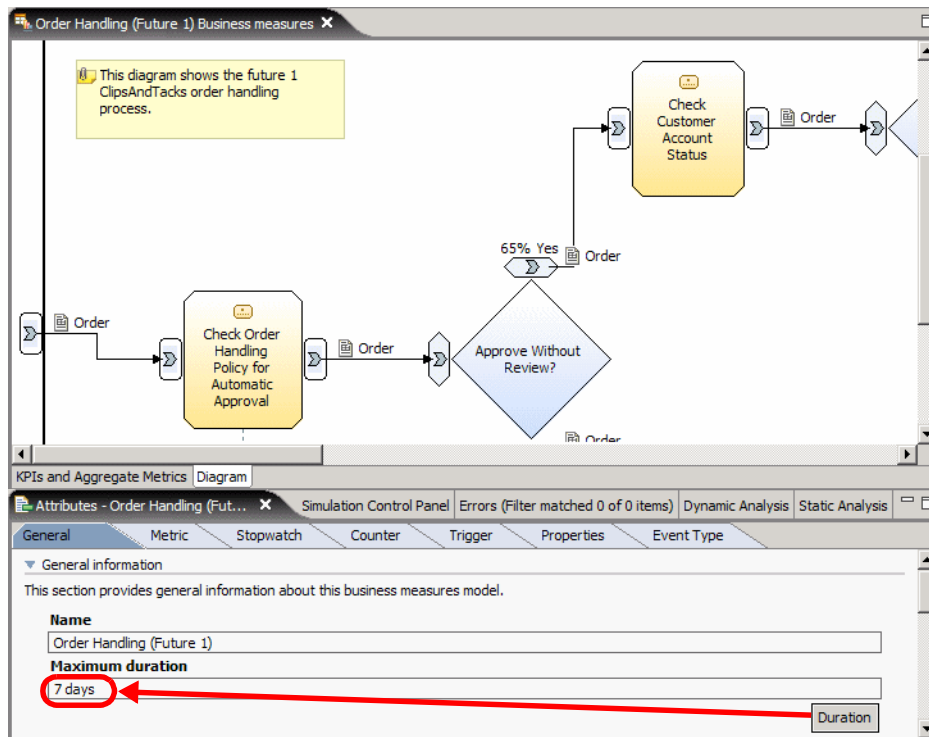 Order Handling (Future 1) Business measures
This diagram shows the future 1
ClipsAndTacks order handling
process.
Check
Customer
Account
Status
Order
65% Yes
Order
Order
Check Order
Handling
Policy for
Automatic
Approval
Order
Approve Without
Review?
Order
KPIs and Aggregate Metrics Diagram
Attributes - Order Handling (Fut... Simulation Control Panel Errors (Filter matched 0 of 0 items) Dynamic Analysis Static Analysis
General Metric Stopwatch Counter Trigger Properties Event Type
General information
This section provides general information about this business measures model.
Name
Order Handling (Future 1)
Maximum duration
7 days
Duration